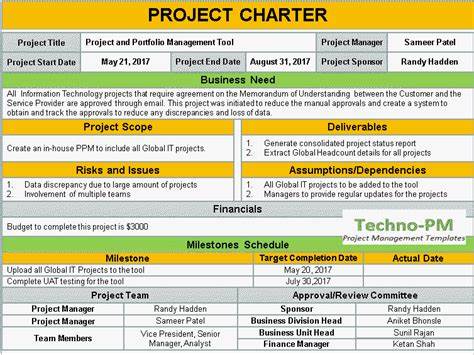 PROJECT CHARTER
Project Title Project and Portfolio Management Tool Project Manager Sameer Patel
Project Start Date May 21, 2017 Project End Date August 31, 2017 Project Sponsor Randy Hadden
Business Need
All Information Technology projects that require agreement on the Memorandum of Understanding between the Customer and the
Service Provider are approved through email. This project was initiated to reduce the manual approvals and create a system to
obtain and track the approvals to reduce any discrepancies and loss of data.
Project Scope Deliverables
Create an in-house PPM to include all Global IT projects.
1. Generate consolidated project status report
2. Extract Global Headcount details for all projects
Risks and Issues Assumptions/Dependencies
1. Data discrepancy due to large amount of projects
2. Involvement of multiple teams
1. All Global IT projects to be added to the tool
2. Managers to provide regular updates for the projects
Financials
Budget to complete this project is $3000
Techno-PM
Project Management Templates
Milestones Schedule
Milestone Target Completion Date Actual Date
Upload all Global IT Projects to the tool May 20, 2017
Complete UAT testing for the tool July 30,2017
Project Team Approval/Review Committee
Project Manager Randy Hadden Sponsor Randy Hadden
Project Manager Sameer Patel Business Division Head Aniket Bhonsle
Team Members Vice President, Senior
Manager, Analyst
Business Unit Head Sunil Rajan
Finance Manager Ketan Shah